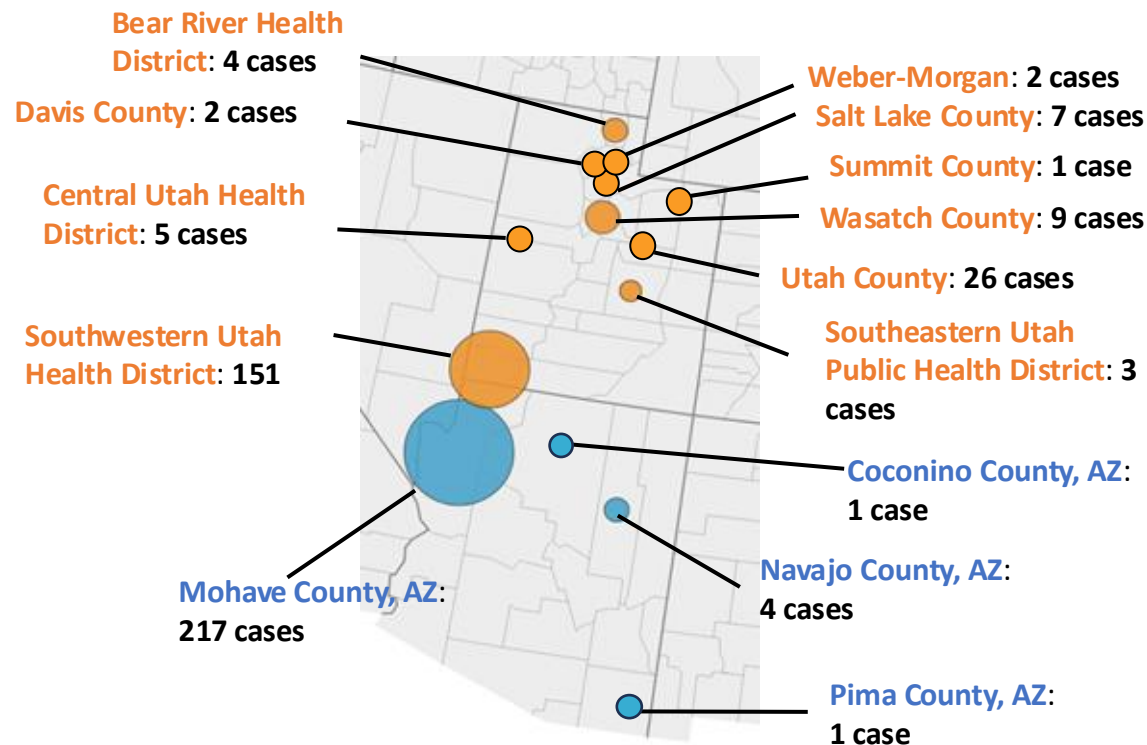 Bear River Health
District: 4 cases
Davis County: 2 cases
Central Utah Health
District: 5 cases
Southwestern Utah
Health District: 151
Mohave County, AZ:
217 cases
Weber-Morgan: 2 cases
Salt Lake County: 7 cases
Summit County: 1 case
Wasatch County: 9 cases
Utah County: 26 cases
Southeastern Utah
Public Health District: 3
cases
Coconino County, AZ:
1 case
Navajo County, AZ:
4 cases
Pima County, AZ:
1 case